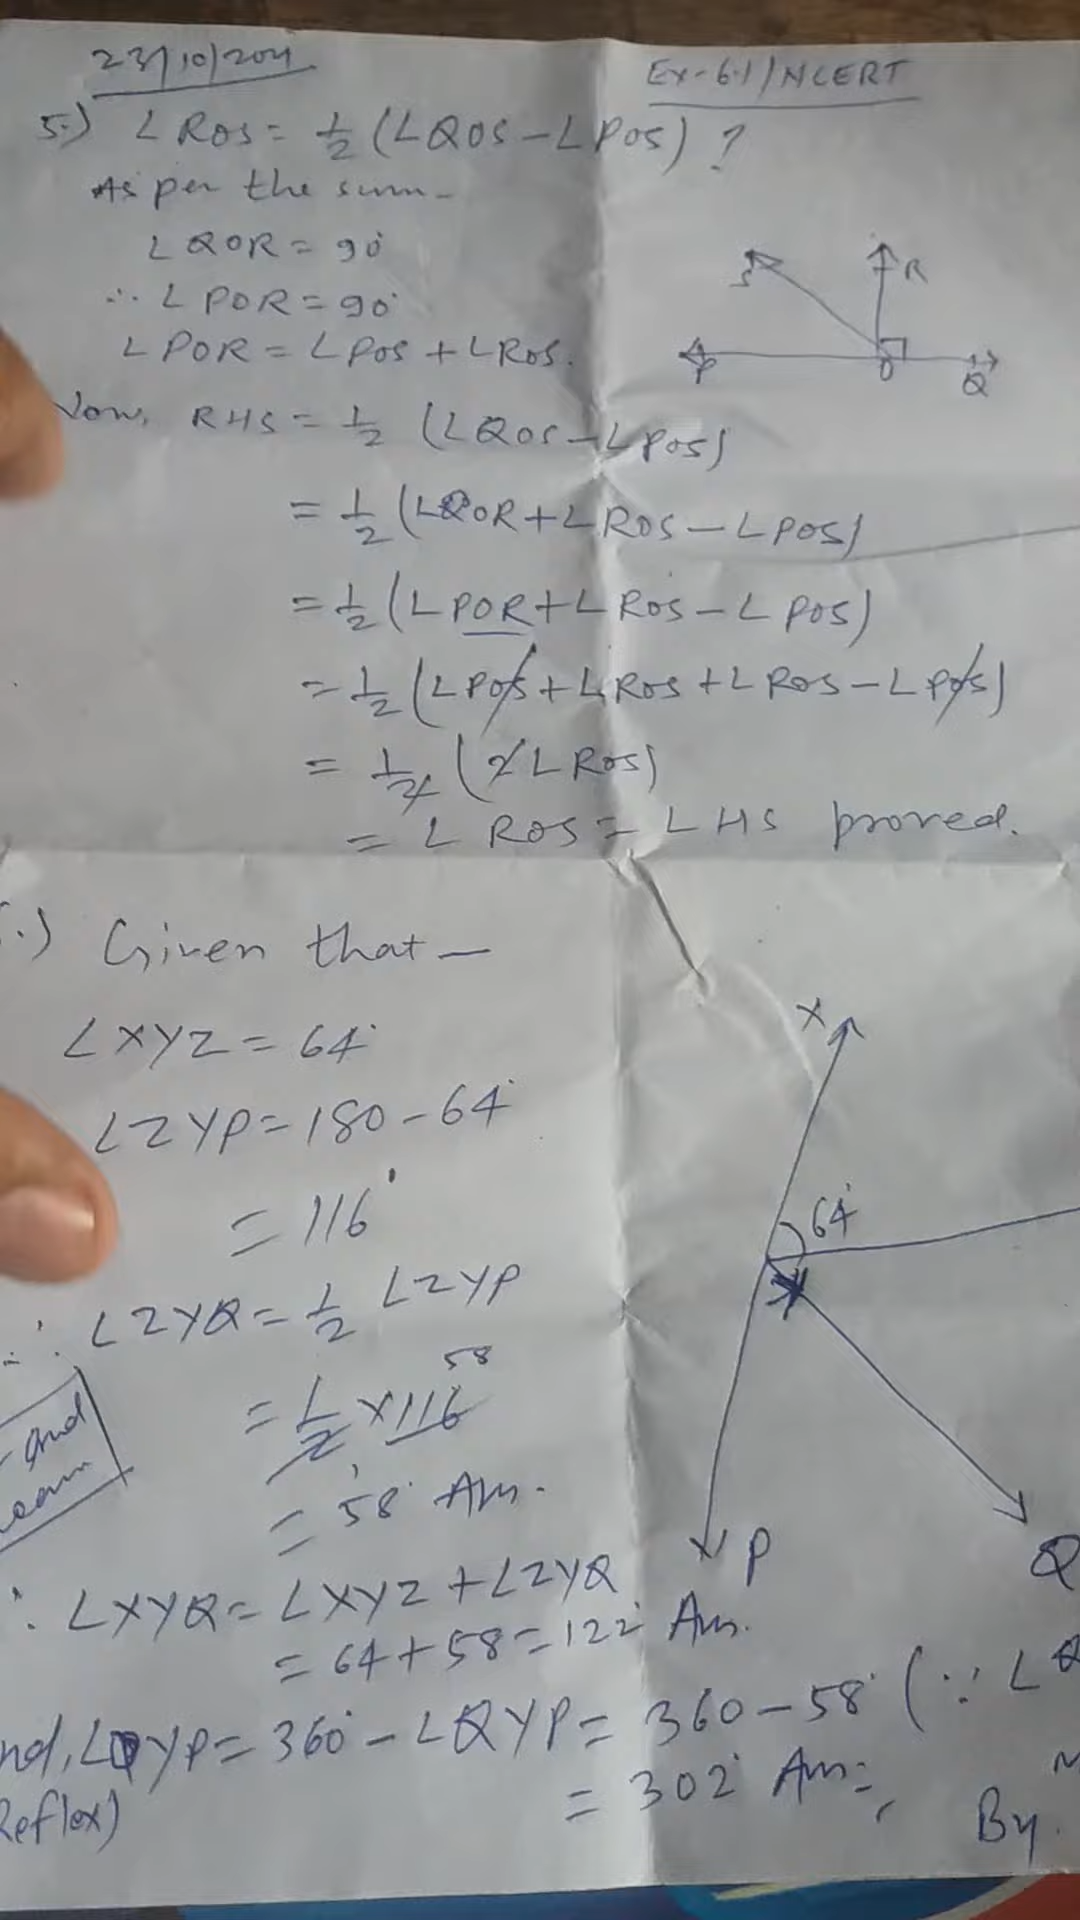 23/10/2021
Ex-6.1/NCERT
5.) ∠ROS = 1/2 (∠QOS - ∠POS) ?
As per the sum -
∠QOR = 90°
∴ ∠POR = 90°
∠POR = ∠POS + ∠ROS.
S R
P O Q
Now, RHS = 1/2 (∠QOS - ∠POS)
= 1/2 (∠QOR + ∠ROS - ∠POS)
= 1/2 (∠POR + ∠ROS - ∠POS)
= 1/2 (∠POS + ∠ROS + ∠ROS - ∠POS)
= 1/2 (2∠ROS)
= ∠ROS = LHS proved.
.) Given that -
∠XYZ = 64°
∠ZYP = 180 - 64°
= 116°
X
64°
Y
P
Q
∴ ∠ZYQ = 1/2 ∠ZYP
= 1/2 × 116 58
= 58° Ans.
and
∴ ∠XYQ = ∠XYZ + ∠ZYQ
= 64 + 58 = 122° Ans.
nd, ∠QYP = 360° - ∠QYP = 360 - 58° (∵ ∠Q
Reflex)
= 302° Ans.
By.